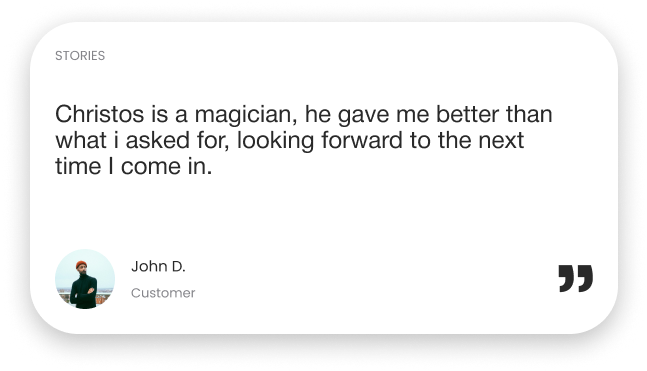 STORIES
Christos is a magician, he gave me better than
what i asked for, looking forward to the next
time I come in.
John D.
Customer
”